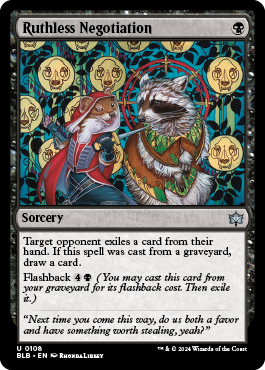 Ruthless Negotiation
Sorcery
Target opponent exiles a card from their
hand. If this spell was cast from a graveyard,
draw a card.
Flashback 4 (You may cast this card from
your graveyard for its flashback cost. Then exile
it.)
“Next time you come this way, do us both a favor
and have something worth stealing, yeah?”
U 0108
BLB • EN Rhonda Libbey
™ & © 2024 Wizards of the Coast